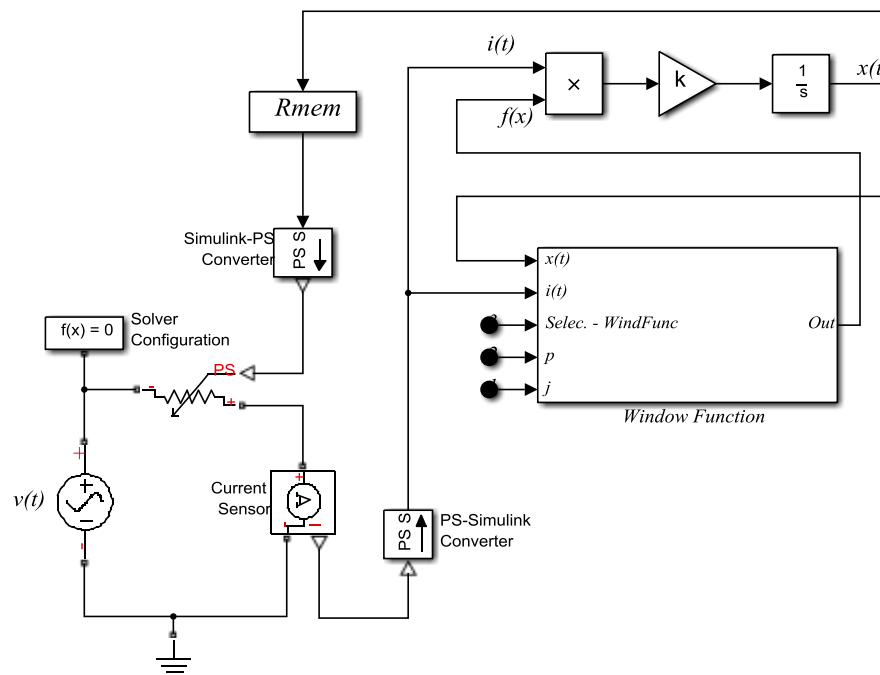 i(t)
×
k
1
s
x(t
f(x)
Rmem
Simulink-PS
Converter
PS S
f(x) = 0
Solver
Configuration
PS
-
+
x(t)
i(t)
Selec. - WindFunc
Out
p
j
Window Function
v(t)
+
+
−
-
Current
Sensor
+
A
−
PS S
PS-Simulink
Converter